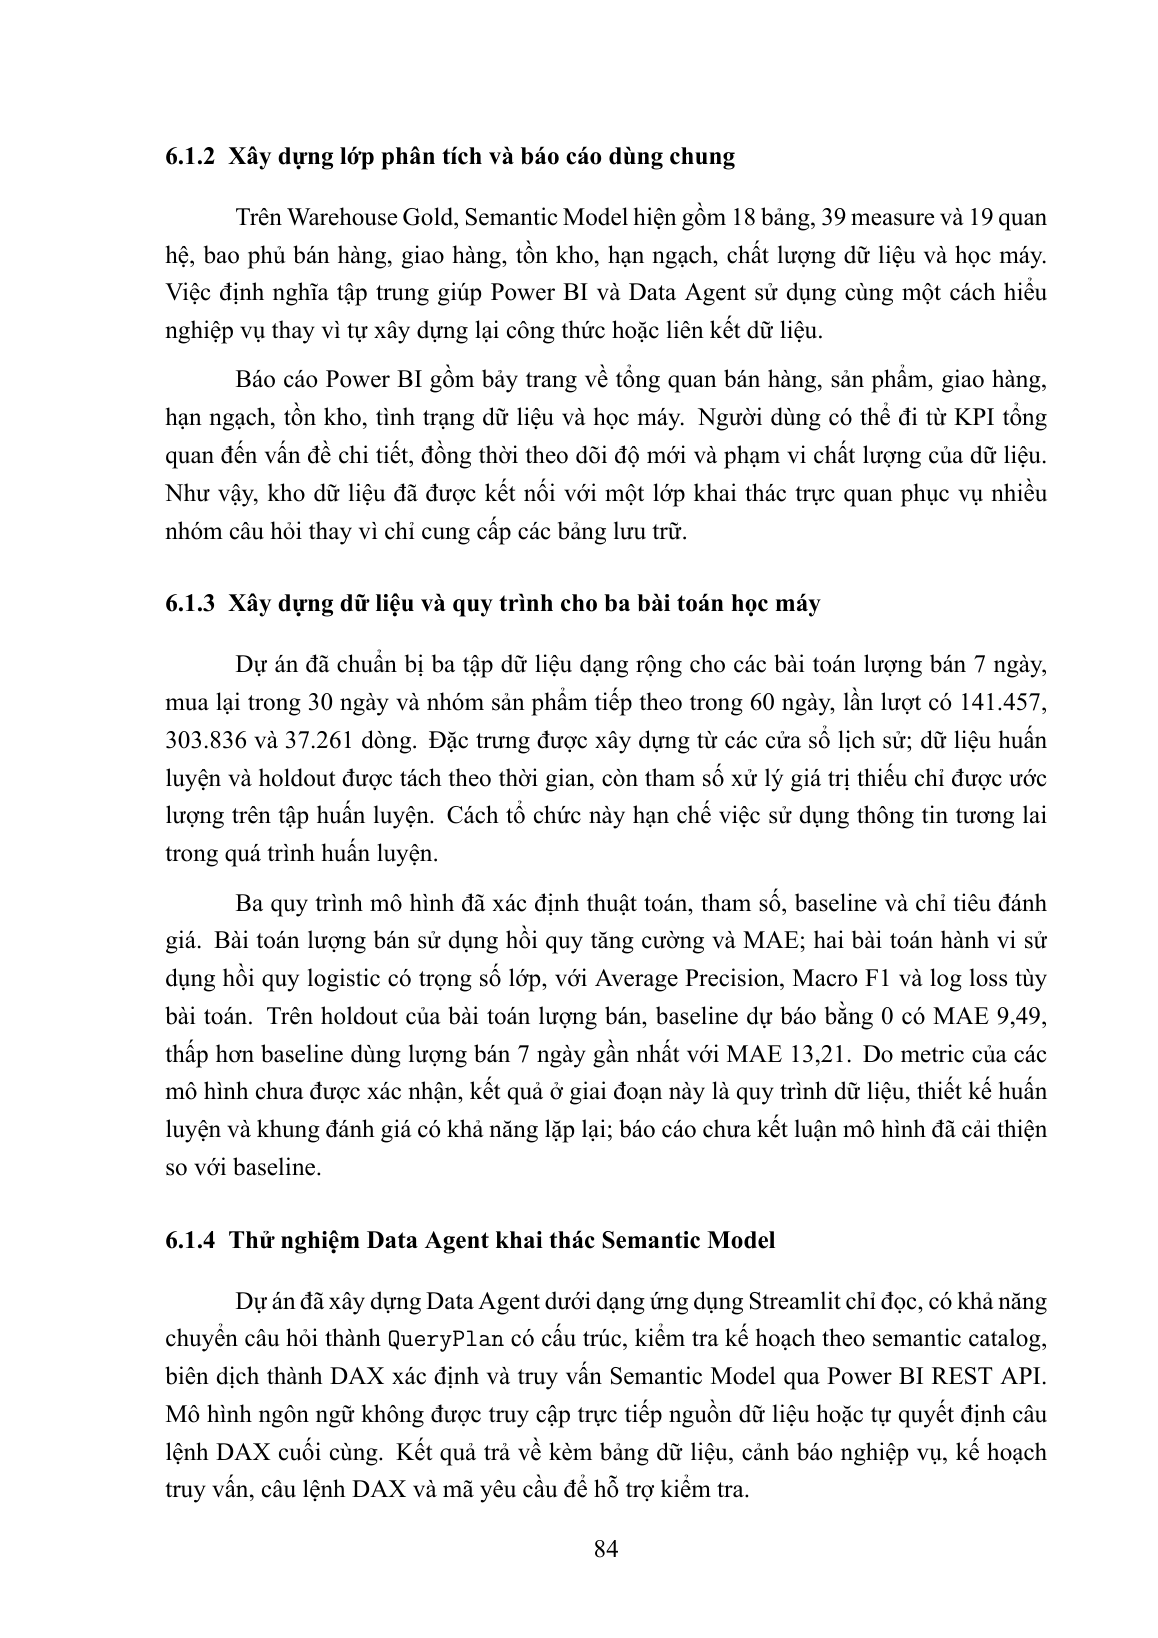 6.1.2 Xây dựng lớp phân tích và báo cáo dùng chung
Trên Warehouse Gold, Semantic Model hiện gồm 18 bảng, 39 measure và 19 quan
hệ, bao phủ bán hàng, giao hàng, tồn kho, hạn ngạch, chất lượng dữ liệu và học máy.
Việc định nghĩa tập trung giúp Power BI và Data Agent sử dụng cùng một cách hiểu
nghiệp vụ thay vì tự xây dựng lại công thức hoặc liên kết dữ liệu.
Báo cáo Power BI gồm bảy trang về tổng quan bán hàng, sản phẩm, giao hàng,
hạn ngạch, tồn kho, tình trạng dữ liệu và học máy. Người dùng có thể đi từ KPI tổng
quan đến vấn đề chi tiết, đồng thời theo dõi độ mới và phạm vi chất lượng của dữ liệu.
Như vậy, kho dữ liệu đã được kết nối với một lớp khai thác trực quan phục vụ nhiều
nhóm câu hỏi thay vì chỉ cung cấp các bảng lưu trữ.
6.1.3 Xây dựng dữ liệu và quy trình cho ba bài toán học máy
Dự án đã chuẩn bị ba tập dữ liệu dạng rộng cho các bài toán lượng bán 7 ngày,
mua lại trong 30 ngày và nhóm sản phẩm tiếp theo trong 60 ngày, lần lượt có 141.457,
303.836 và 37.261 dòng. Đặc trưng được xây dựng từ các cửa sổ lịch sử; dữ liệu huấn
luyện và holdout được tách theo thời gian, còn tham số xử lý giá trị thiếu chỉ được ước
lượng trên tập huấn luyện. Cách tổ chức này hạn chế việc sử dụng thông tin tương lai
trong quá trình huấn luyện.
Ba quy trình mô hình đã xác định thuật toán, tham số, baseline và chỉ tiêu đánh
giá. Bài toán lượng bán sử dụng hồi quy tăng cường và MAE; hai bài toán hành vi sử
dụng hồi quy logistic có trọng số lớp, với Average Precision, Macro F1 và log loss tùy
bài toán. Trên holdout của bài toán lượng bán, baseline dự báo bằng 0 có MAE 9,49,
thấp hơn baseline dùng lượng bán 7 ngày gần nhất với MAE 13,21. Do metric của các
mô hình chưa được xác nhận, kết quả ở giai đoạn này là quy trình dữ liệu, thiết kế huấn
luyện và khung đánh giá có khả năng lặp lại; báo cáo chưa kết luận mô hình đã cải thiện
so với baseline.
6.1.4 Thử nghiệm Data Agent khai thác Semantic Model
Dự án đã xây dựng Data Agent dưới dạng ứng dụng Streamlit chỉ đọc, có khả năng
chuyển câu hỏi thành QueryPlan có cấu trúc, kiểm tra kế hoạch theo semantic catalog,
biên dịch thành DAX xác định và truy vấn Semantic Model qua Power BI REST API.
Mô hình ngôn ngữ không được truy cập trực tiếp nguồn dữ liệu hoặc tự quyết định câu
lệnh DAX cuối cùng. Kết quả trả về kèm bảng dữ liệu, cảnh báo nghiệp vụ, kế hoạch
truy vấn, câu lệnh DAX và mã yêu cầu để hỗ trợ kiểm tra.
84